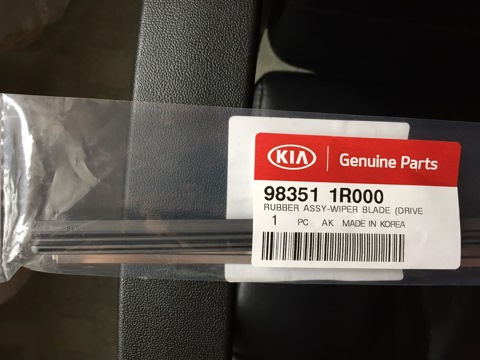 KIA Genuine Parts
98351 1R000
RUBBER ASSY-WIPER BLADE (DRIVE
1 PC AK MADE IN KOREA